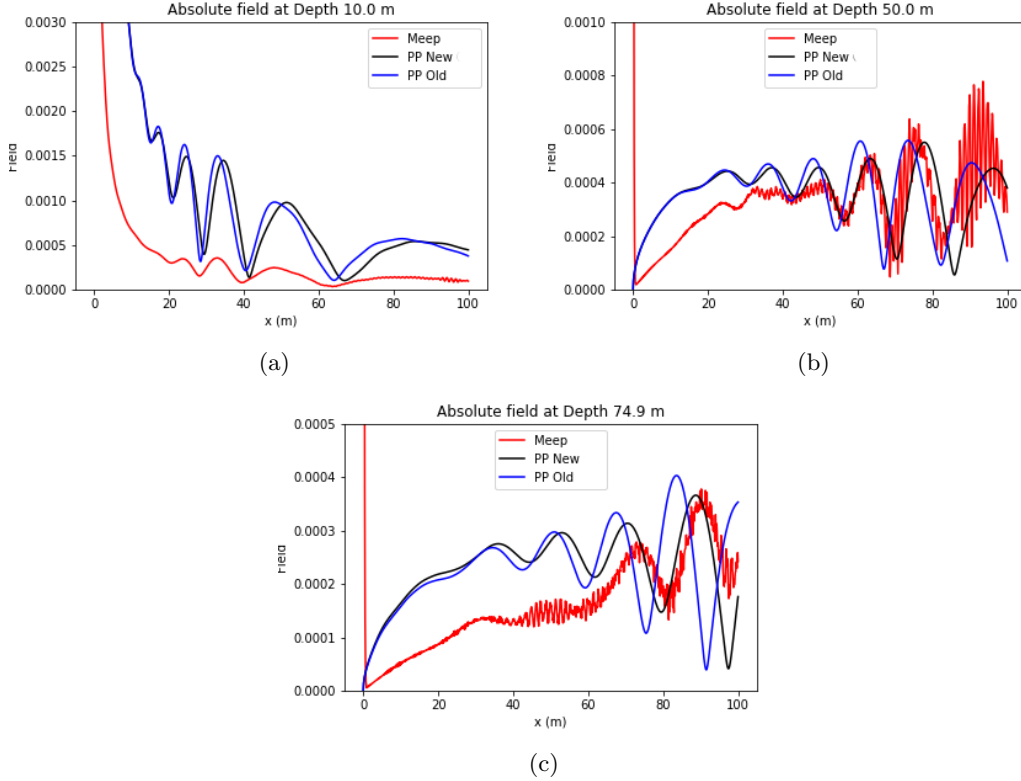 Absolute field at Depth 10.0 m
0.0030
0.0025
0.0020
0.0015
0.0010
0.0005
0.0000
Field
Meep
PP New
PP Old
0 20 40 60 80 100
x (m)
(a)
Absolute field at Depth 50.0 m
0.0010
0.0008
0.0006
0.0004
0.0002
0.0000
Field
Meep
PP New
PP Old
0 20 40 60 80 100
x (m)
(b)
Absolute field at Depth 74.9 m
0.0005
0.0004
0.0003
0.0002
0.0001
0.0000
Field
Meep
PP New
PP Old
0 20 40 60 80 100
x (m)
(c)